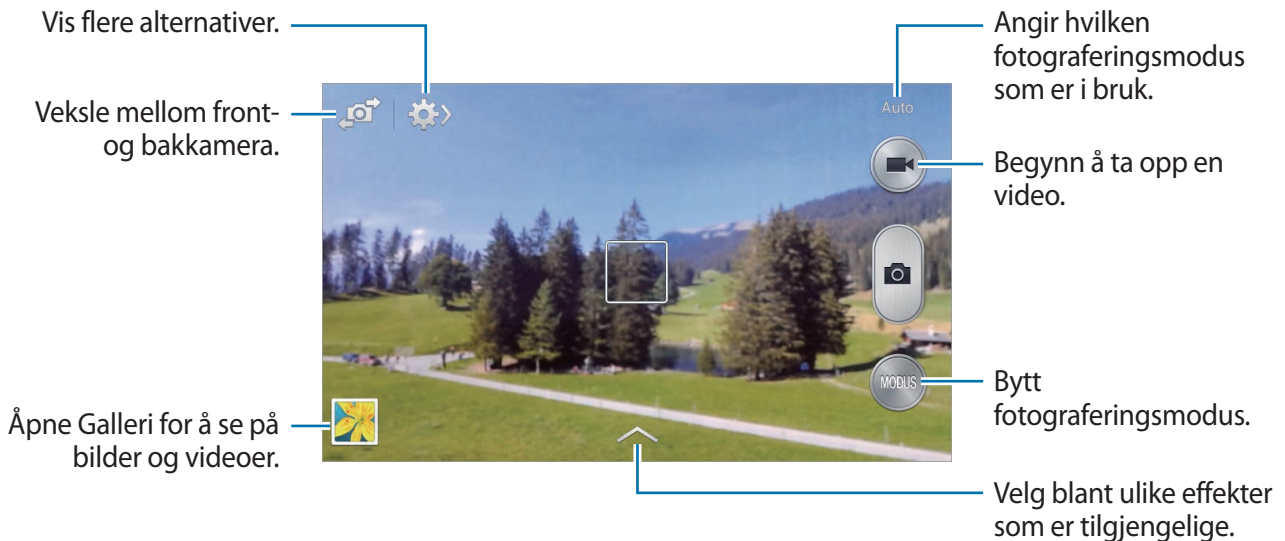 Vis flere alternativer.
Veksle mellom front-
og bakkamera.
Åpne Galleri for å se på
bilder og videoer.
Angir hvilken
fotograferingsmodus
som er i bruk.
Auto
Begynn å ta opp en
video.
MODUS
Bytt
fotograferingsmodus.
Velg blant ulike effekter
som er tilgjengelige.